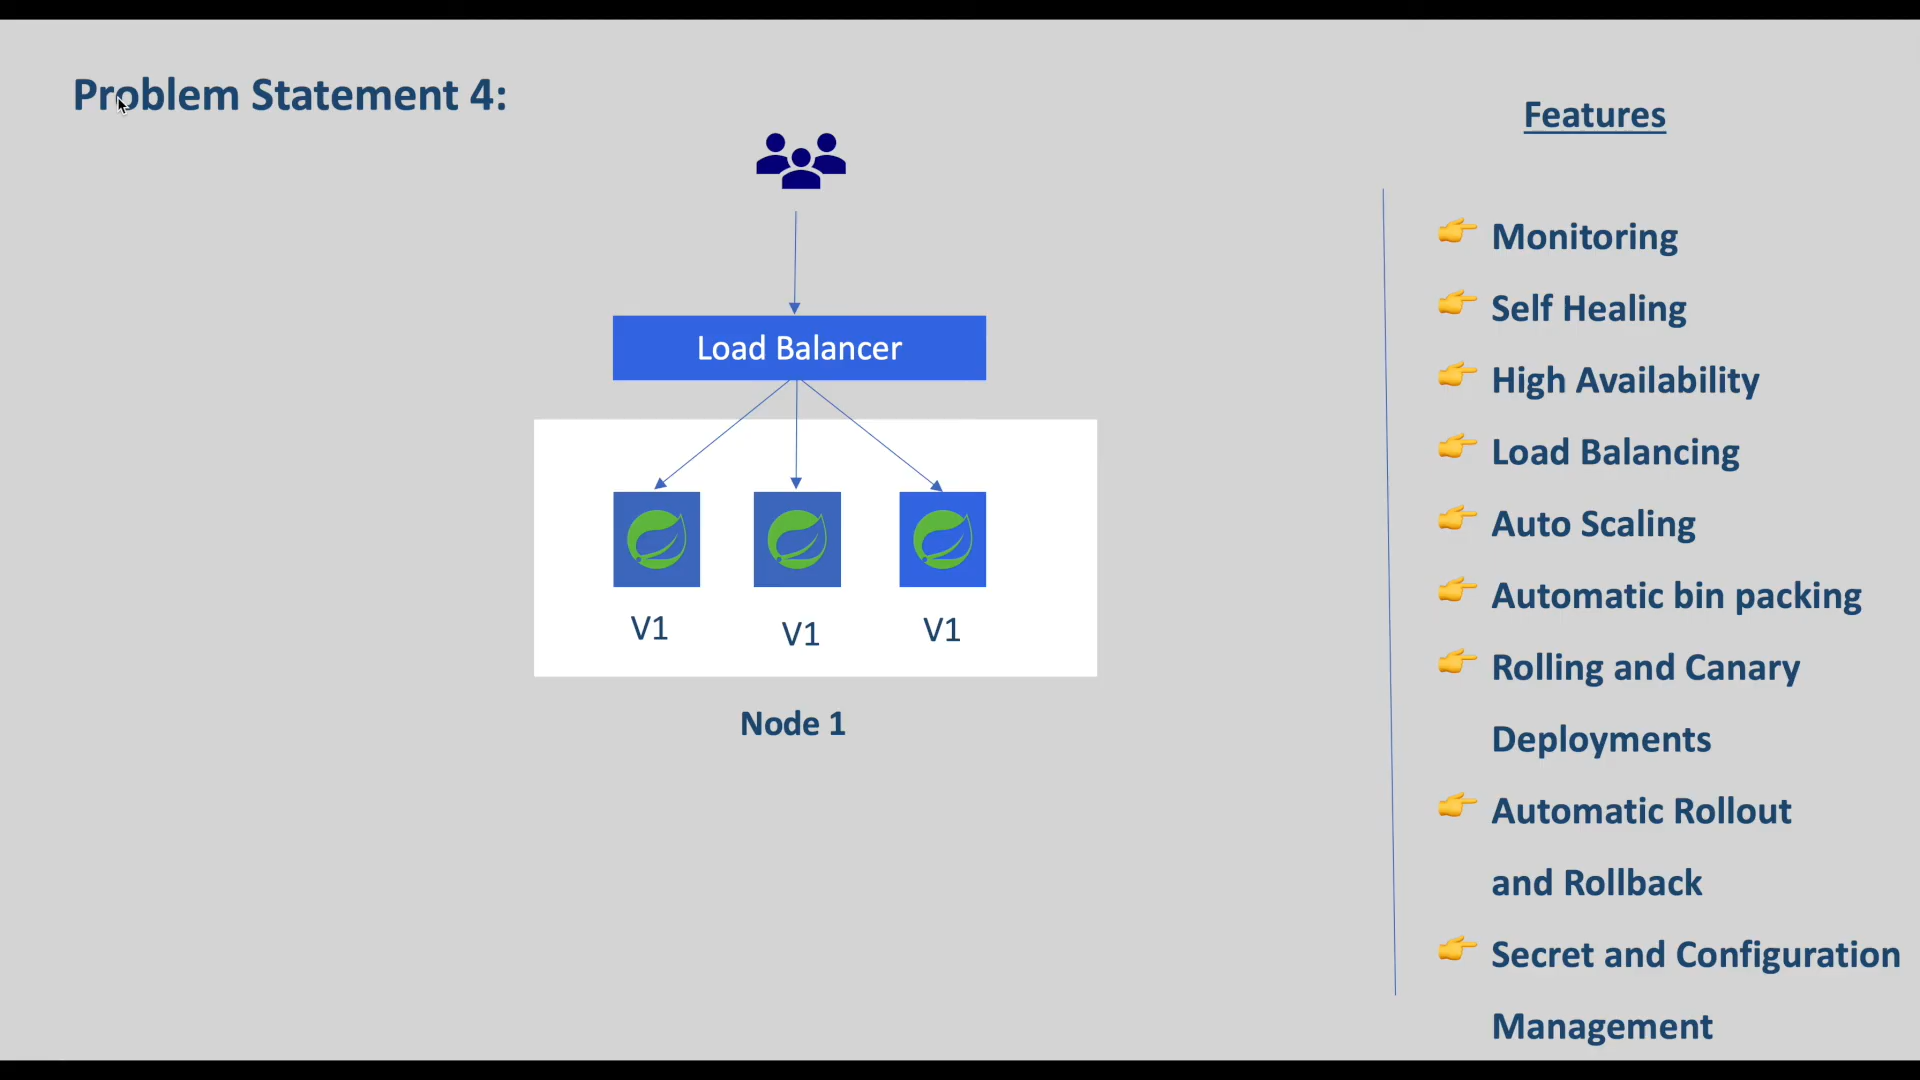 Problem Statement 4:
Load Balancer
V1
V1
V1
Node 1
Features
Monitoring
Self Healing
High Availability
Load Balancing
Auto Scaling
Automatic bin packing
Rolling and Canary
Deployments
Automatic Rollout
and Rollback
Secret and Configuration
Management